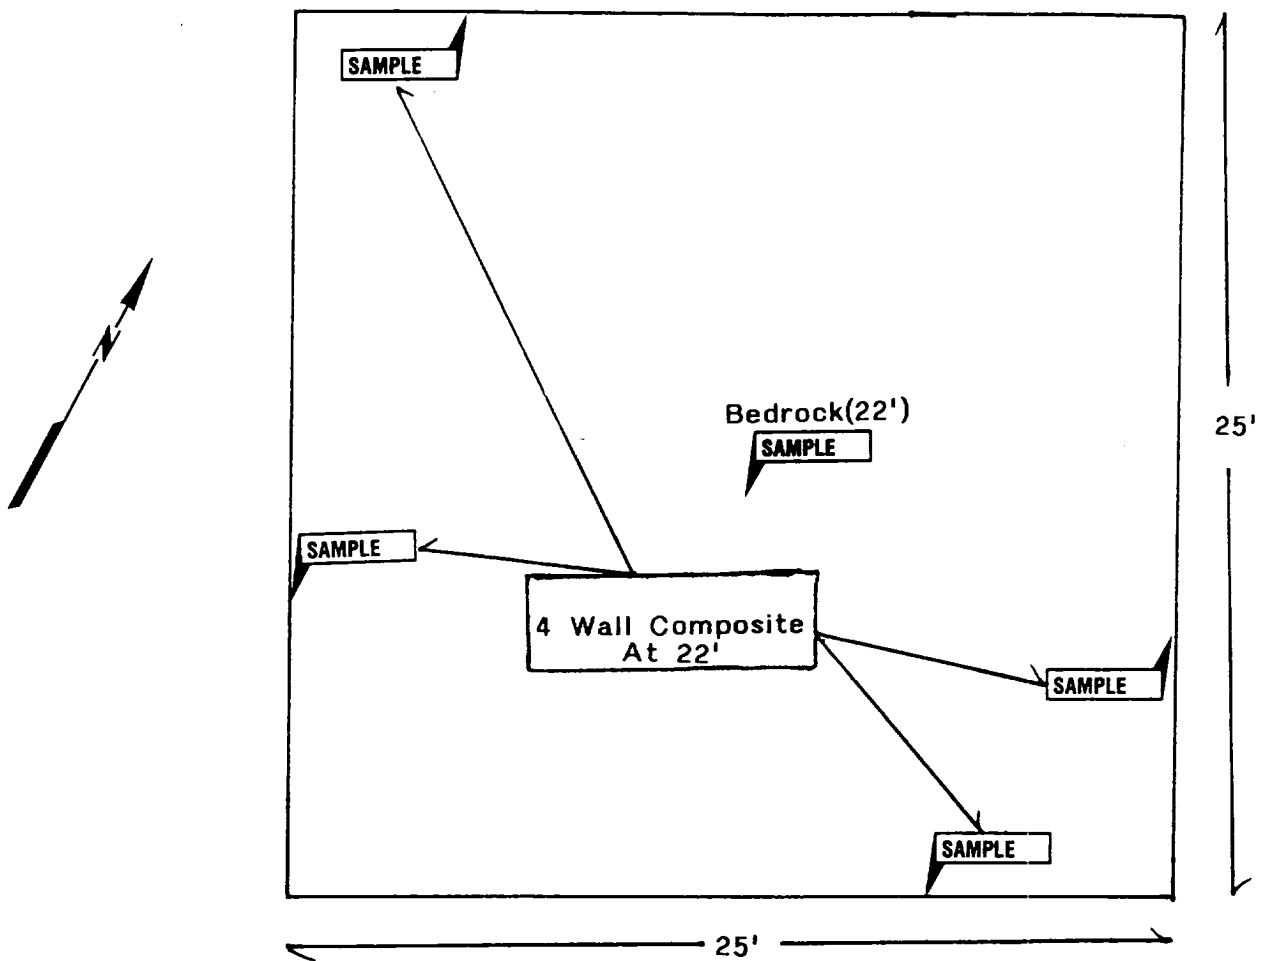 SAMPLE
N
Bedrock(22')
SAMPLE
25'
SAMPLE
4 Wall Composite
At 22'
SAMPLE
SAMPLE
25'